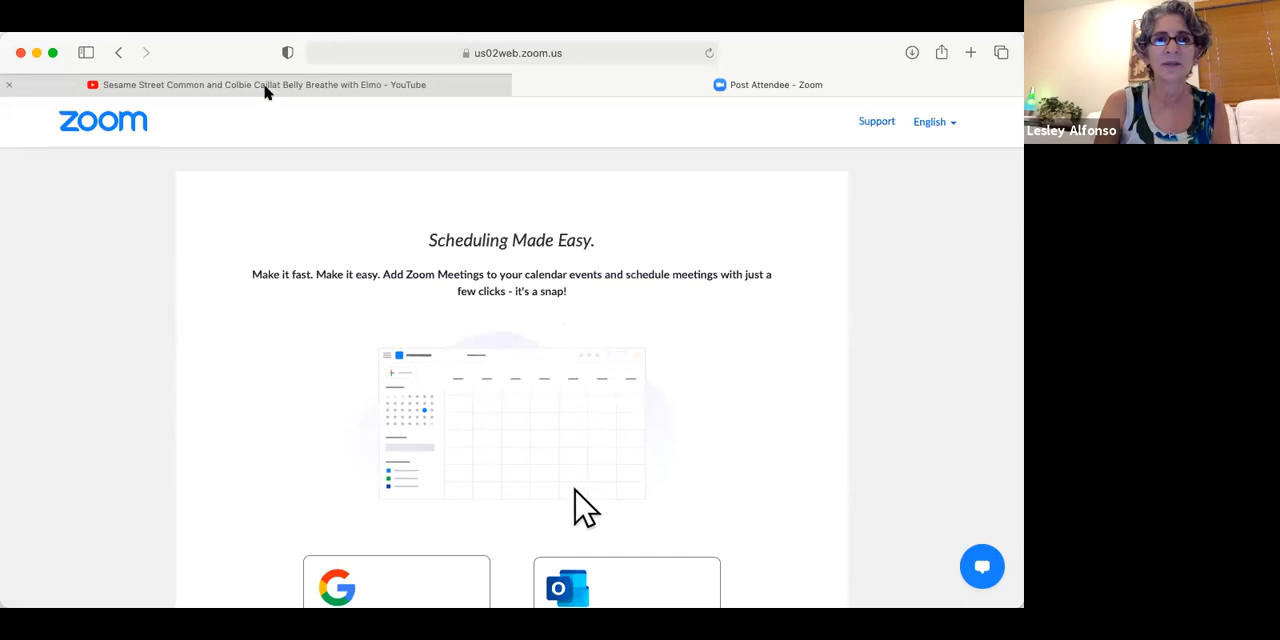 us02web.zoom.us
Sesame Street Common and Colbie Caillat Belly Breathe with Elmo - YouTube
Post Attendee - Zoom
zoom
Support
English
Lesley Alfonso
Scheduling Made Easy.
Make it fast. Make it easy. Add Zoom Meetings to your calendar events and schedule meetings with just a
few clicks - it's a snap!